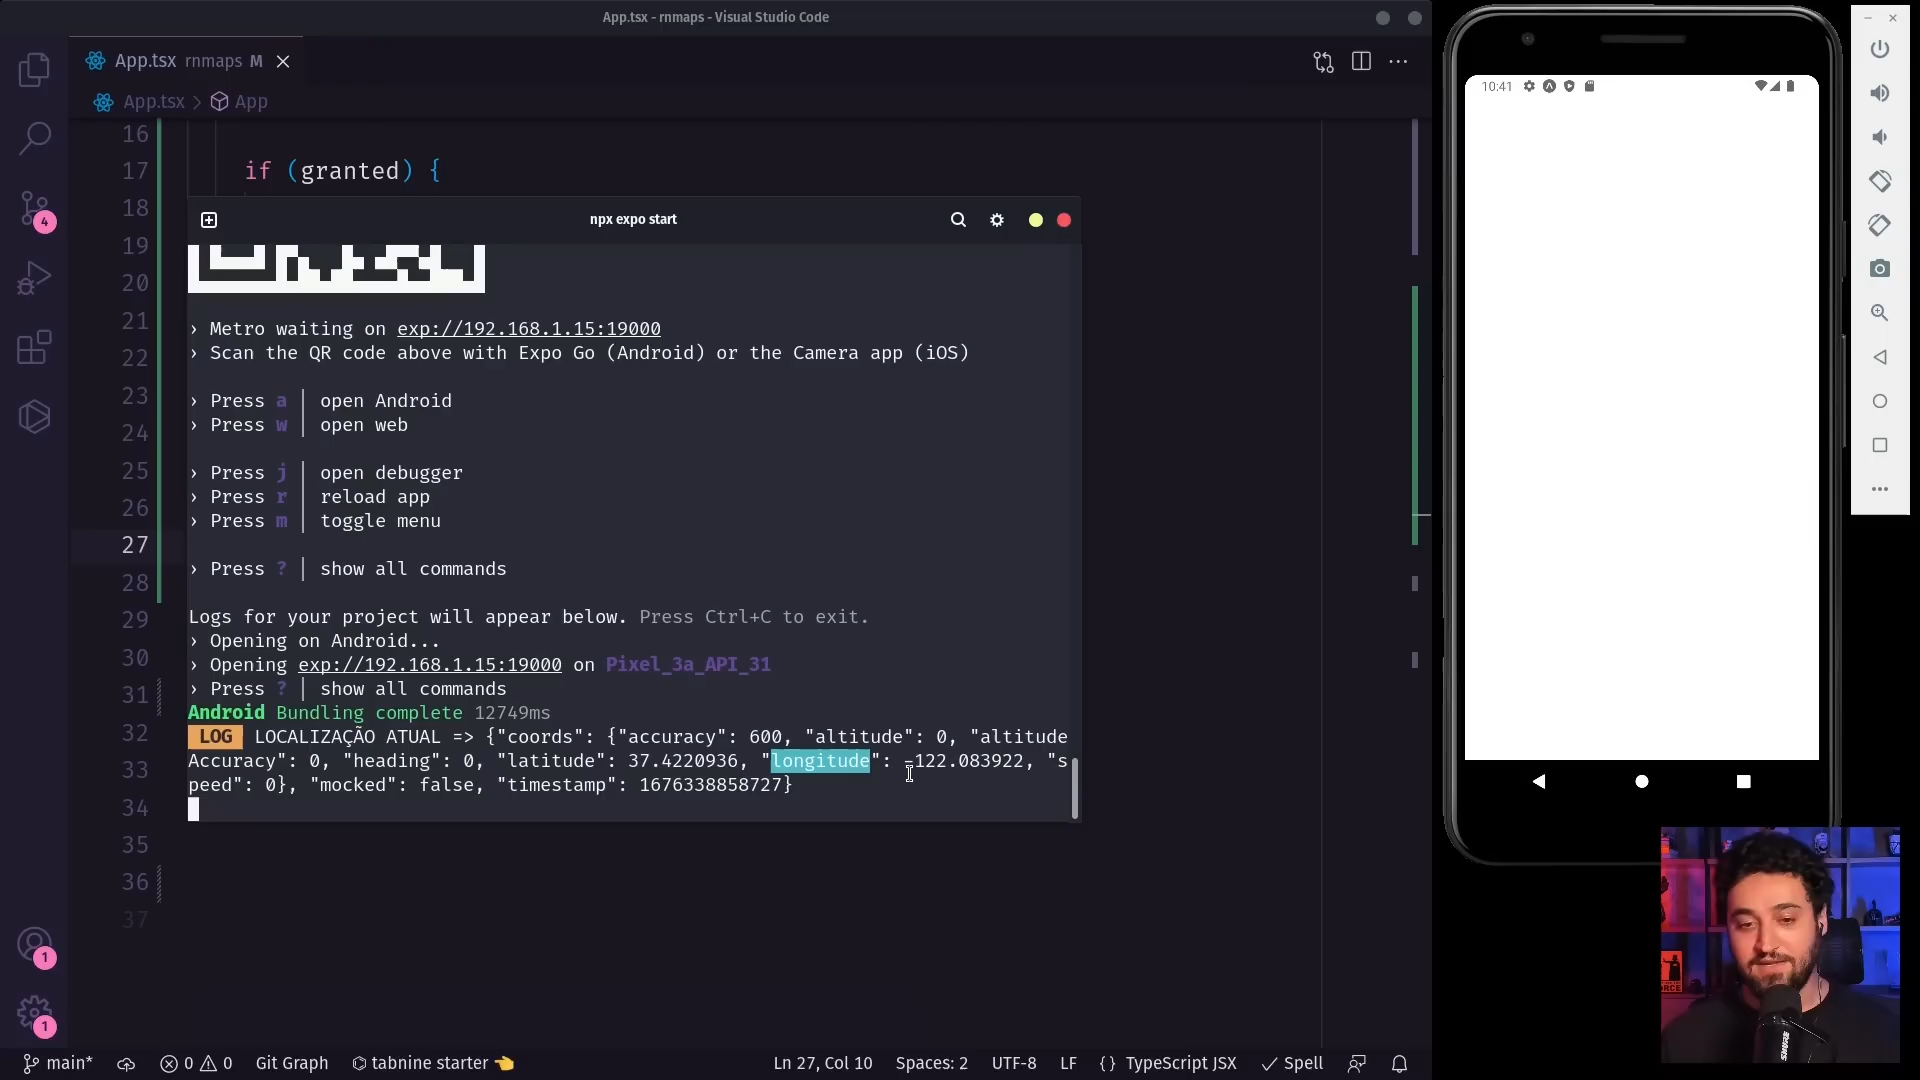 App.tsx - rnmaps - Visual Studio Code
App.tsx rnmaps M
App.tsx > App
16
17 if (granted) {
18
19
20
21
22
23
24
25
26
27
28
29
30
31
32
33
34
35
36
37
npx expo start
› Metro waiting on exp://192.168.1.15:19000
› Scan the QR code above with Expo Go (Android) or the Camera app (iOS)
› Press a │ open Android
› Press w │ open web
› Press j │ open debugger
› Press r │ reload app
› Press m │ toggle menu
› Press ? │ show all commands
Logs for your project will appear below. Press Ctrl+C to exit.
› Opening on Android...
› Opening exp://192.168.1.15:19000 on Pixel_3a_API_31
› Press ? │ show all commands
Android Bundling complete 12749ms
LOG LOCALIZAÇÃO ATUAL => {"coords": {"accuracy": 600, "altitude": 0, "altitude
Accuracy": 0, "heading": 0, "latitude": 37.4220936, "longitude": -122.083922, "s
peed": 0}, "mocked": false, "timestamp": 1676338858727}
4
1
1
10:41
SHURE
main* 0 0 Git Graph tabnine starter 👈 Ln 27, Col 10 Spaces: 2 UTF-8 LF {} TypeScript JSX Spell